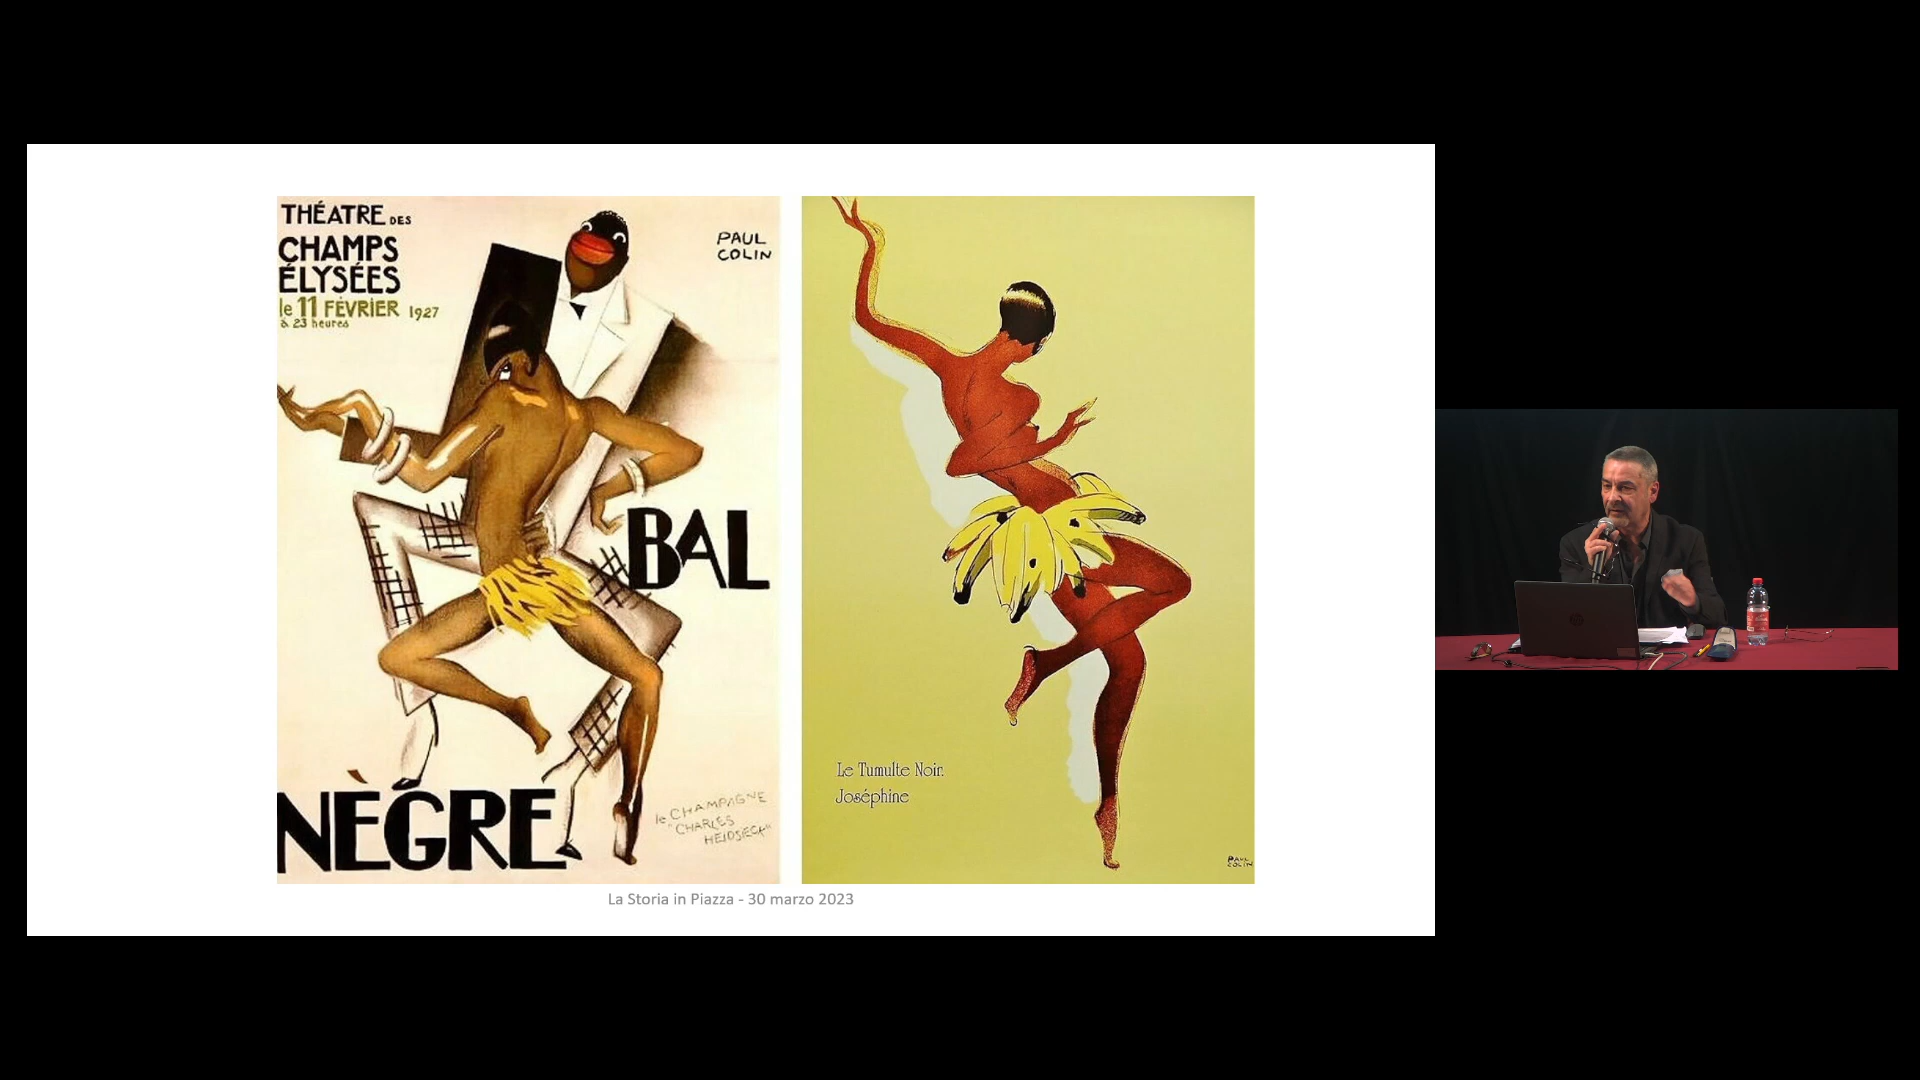 THÉATRE DES
CHAMPS
ÉLYSÉES
le 11 FÉVRIER 1927
à 23 heures
PAUL
COLIN
BAL
NÈGRE
le CHAMPAGNE
"CHARLES
HEIDSECK"
Le Tumulte Noir.
Joséphine
PAUL
COLIN
La Storia in Piazza - 30 marzo 2023